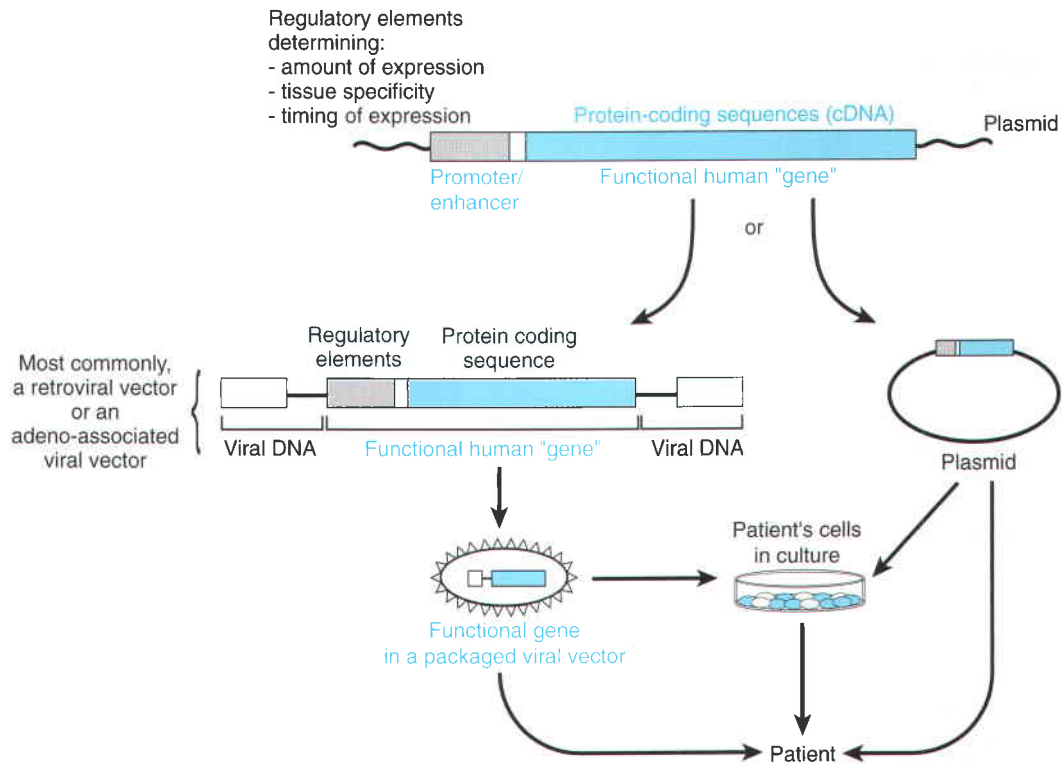 Regulatory elements
determining:
- amount of expression
- tissue specificity
- timing of expression
Protein-coding sequences (cDNA)
Plasmid
Promoter/
enhancer
Functional human "gene"
or
Most commonly,
a retroviral vector
or an
adeno-associated
viral vector
Regulatory
elements
Protein coding
sequence
Viral DNA
Functional human "gene"
Viral DNA
Plasmid
Patient's cells
in culture
Functional gene
in a packaged viral vector
Patient